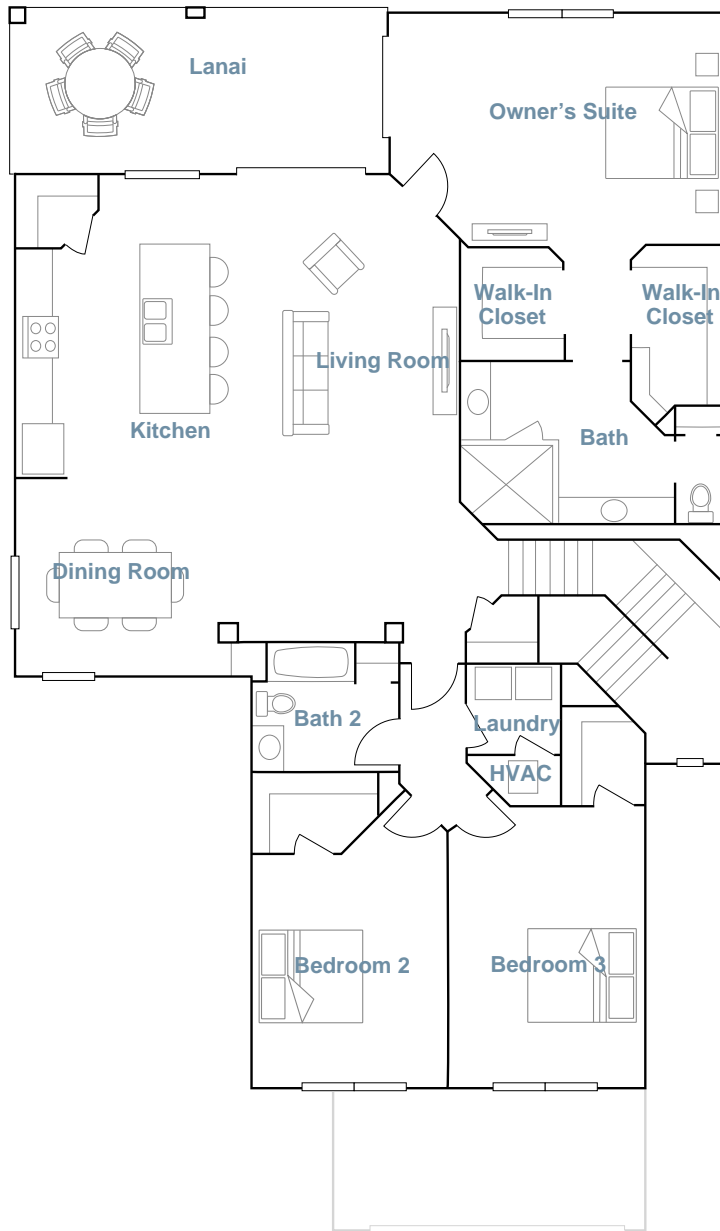 Lanai
Owner's Suite
Walk-In
Closet
Walk-In
Closet
Living Room
Kitchen
Bath
Dining Room
Bath 2
Laundry
HVAC
Bedroom 2
Bedroom 3